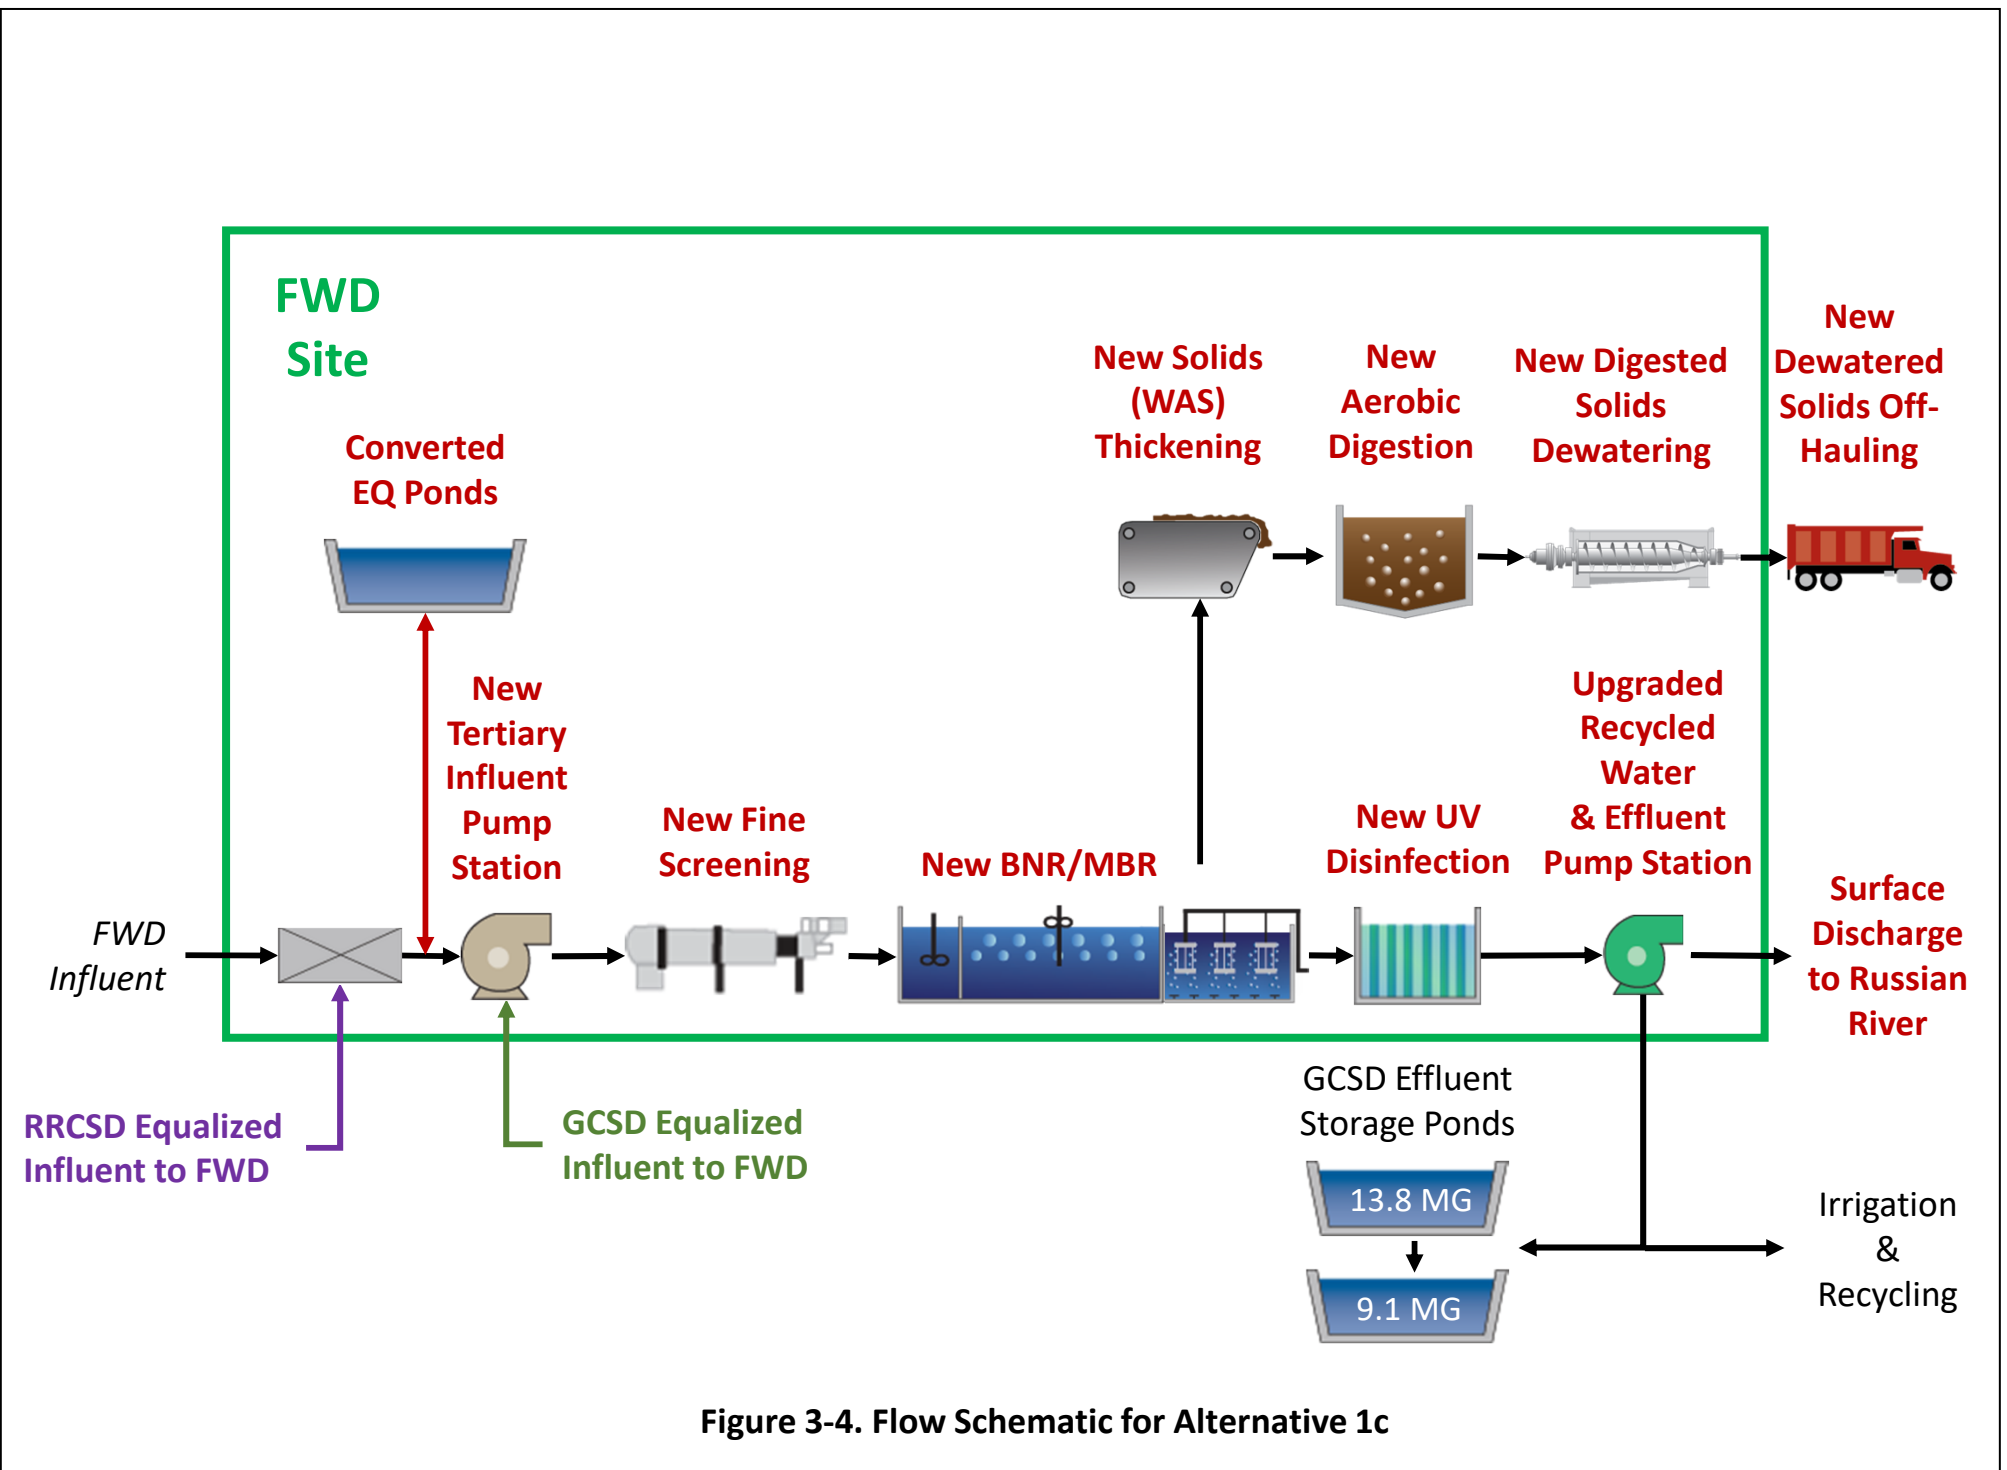 FWD
Site
Converted
EQ Ponds
New Solids
(WAS)
Thickening
New
Aerobic
Digestion
New Digested
Solids
Dewatering
New
Dewatered
Solids Off-
Hauling
New
Tertiary
Influent
Pump
Station
New Fine
Screening
New BNR/MBR
New UV
Disinfection
Upgraded
Recycled
Water
& Effluent
Pump Station
FWD
Influent
Surface
Discharge
to Russian
River
RRCSD Equalized
Influent to FWD
GCSD Equalized
Influent to FWD
GCSD Effluent
Storage Ponds
13.8 MG
9.1 MG
Irrigation
&
Recycling
Figure 3-4. Flow Schematic for Alternative 1c